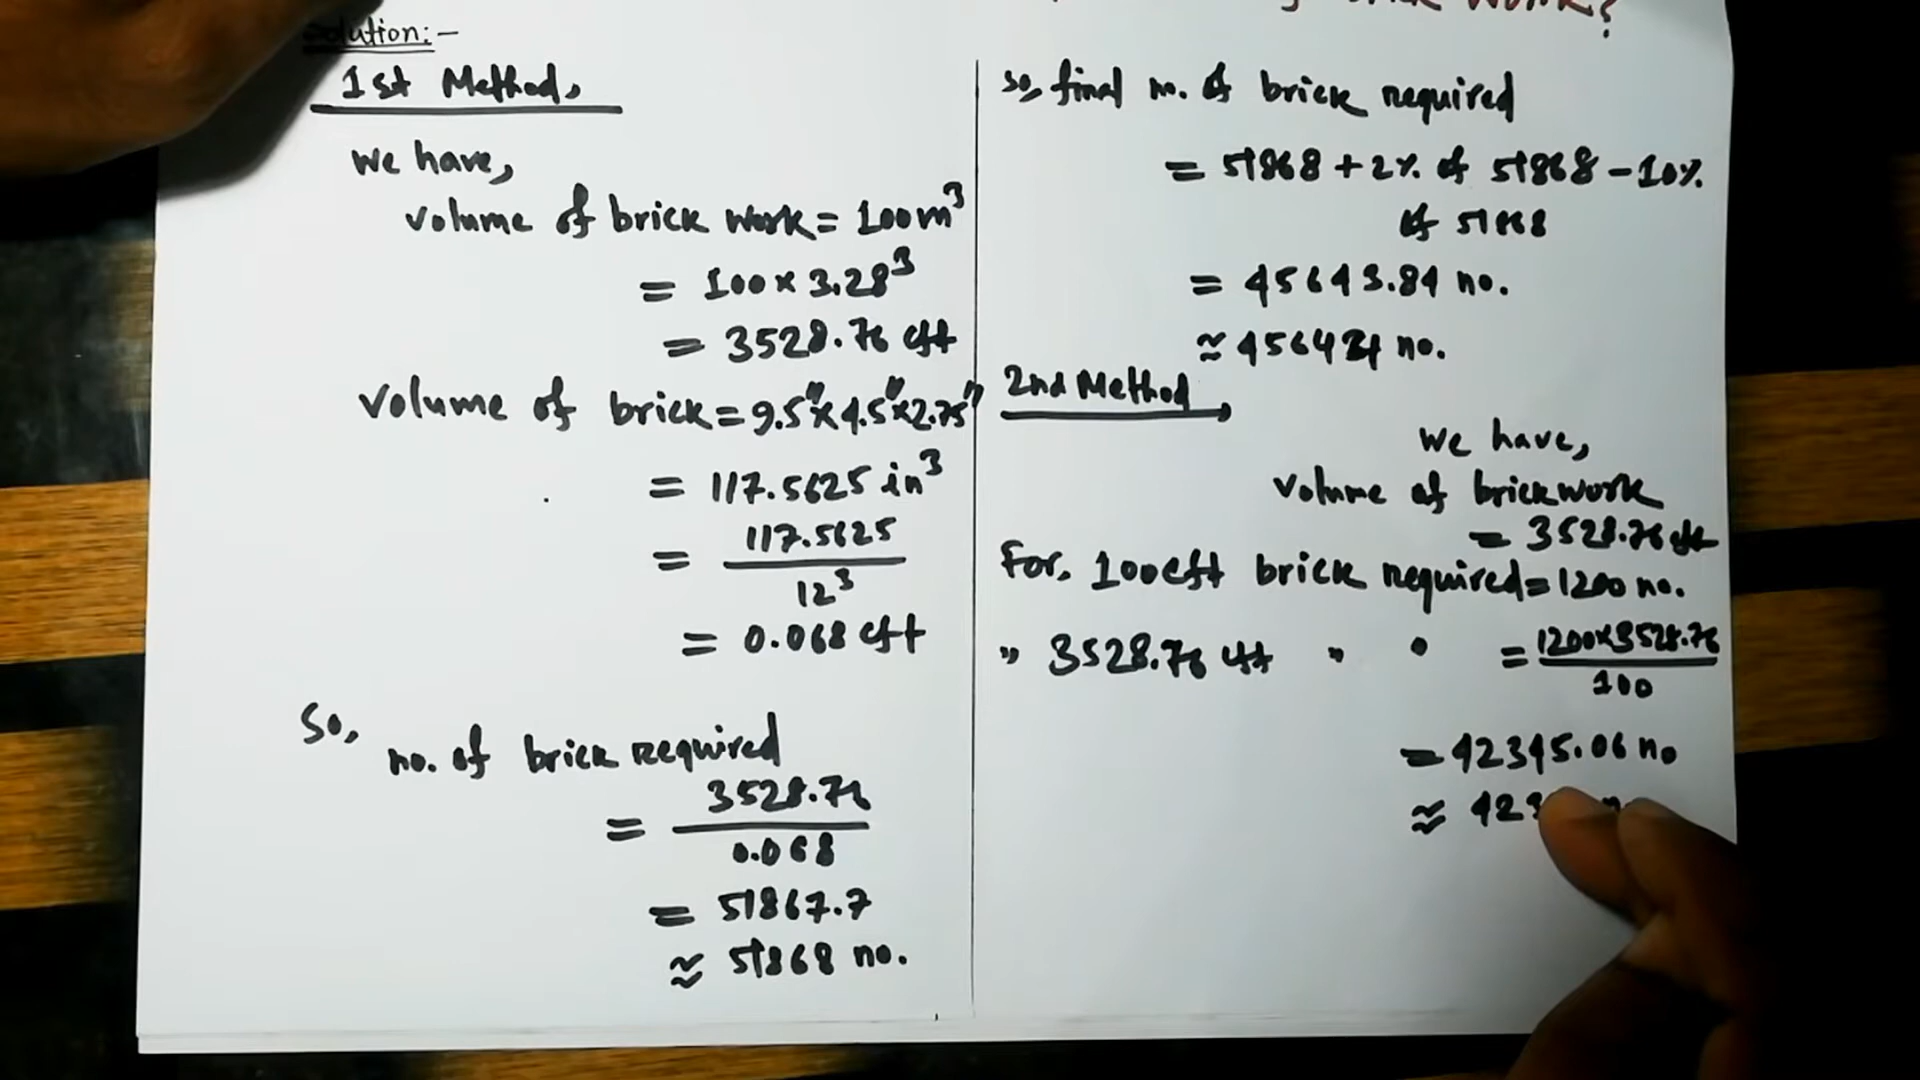 WORK?
Solution:-
1st Method,
We have,
Volume of brick work = 100m³
= 100 × 3.28³
= 3528.76 cft
Volume of brick = 9.5"×4.5"×2.75"
= 117.5625 in³
= 117.5625
12³
= 0.068 cft
So,
no. of brick required
= 3528.76
0.068
= 51867.7
≈ 51868 no.
So, final no. of brick required
= 51868 + 2% of 51868 - 10%
of 51868
= 45643.84 no.
≈ no.
2nd Method,
We have,
Volume of brickwork
= 3528.76 cft
For, 100cft brick required = 1200 no.
" 3528.76 cft " " = 1200×3528.76
100
= 42345.06 no
≈